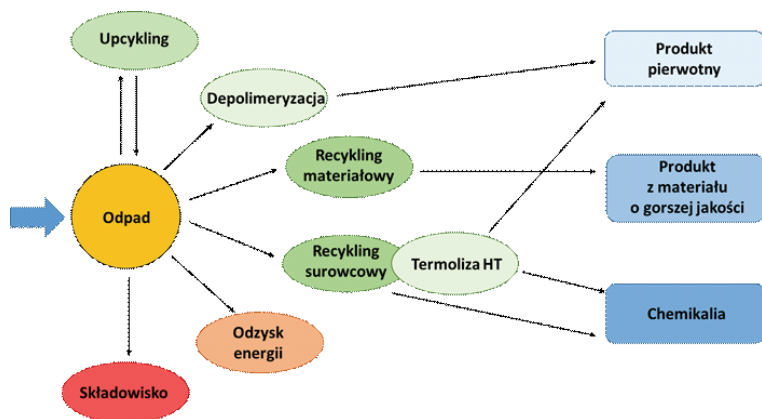 Upcykling
Produkt
pierwotny
Depolimeryzacja
Recykling
materiałowy
Produkt
z materiału
o gorszej jakości
Odpad
Recykling
surowcowy
Termoliza HT
Chemikalia
Odzysk
energii
Składowisko